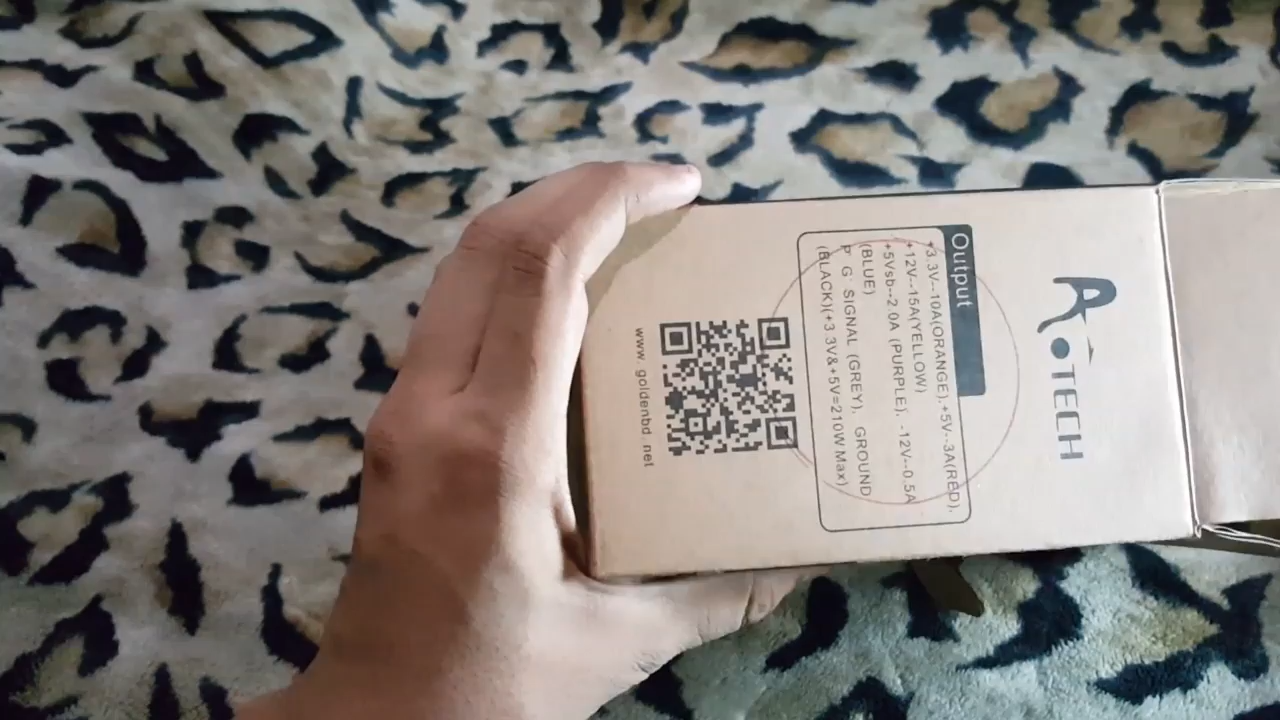 A TECH
Output
+3.3V--10A(ORANGE),+5V--3A(RED),
+12V--15A(YELLOW)
+5Vsb--2.0A (PURPLE), -12V--0.5A
(BLUE)
P G SIGNAL (GREY), GROUND
(BLACK)(+3.3V&+5V=210W.Max)
www.goldenbd.net